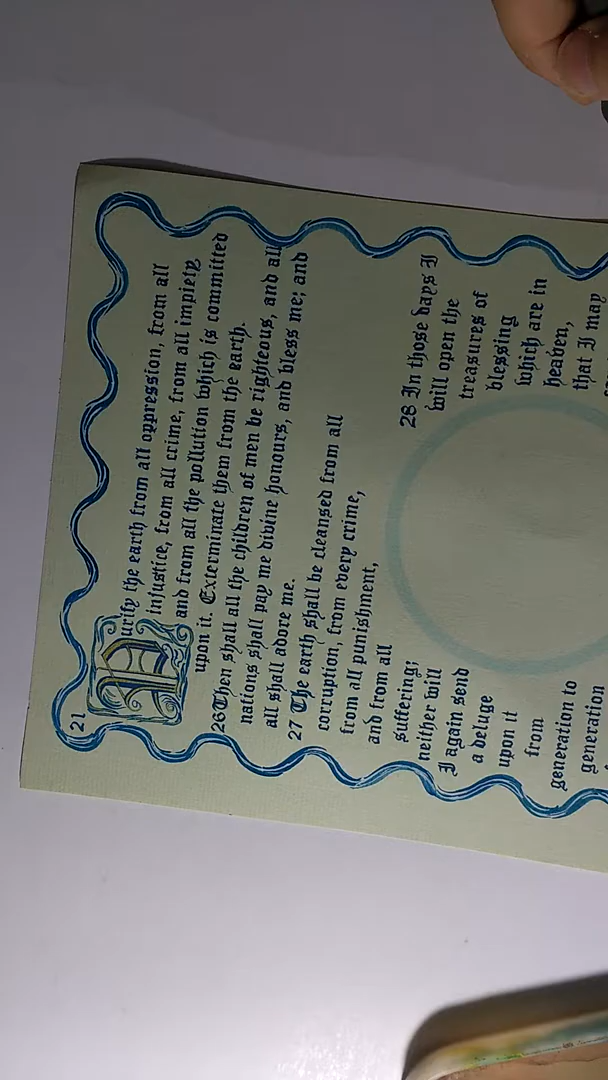 21
Purify the earth from all oppression, from all
injustice, from all crime, from all impiety,
and from all the pollution which is committed
upon it. Exterminate them from the earth.
26Then shall all the children of men be righteous, and all
nations shall pay me divine honours, and bless me; and
all shall adore me.
27 The earth shall be cleansed from all
corruption, from every crime,
from all punishment,
and from all
suffering;
neither will
I again send
a deluge
upon it
from
generation to
generation
28 In those days I
will open the
treasures of
blessing
which are in
heaven,
that I may